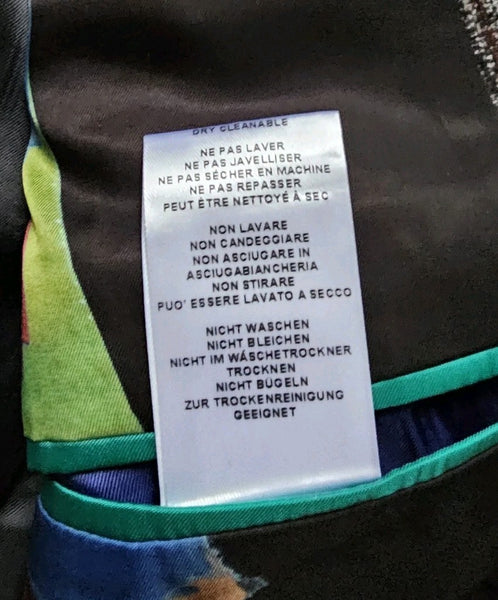 DRY CLEANABLE
NE PAS LAVER
NE PAS JAVELLISER
NE PAS SÉCHER EN MACHINE
NE PAS REPASSER
PEUT ÊTRE NETTOYÉ À SEC
NON LAVARE
NON CANDEGGIARE
NON ASCIUGARE IN
ASCIUGABIANCHERIA
NON STIRARE
PUO' ESSERE LAVATO A SECCO
NICHT WASCHEN
NICHT BLEICHEN
NICHT IM WÁSCHETROCKNER
TROCKNEN
NICHT BÜGELN
ZUR TROCKENREINIGUNG
GEEIGNET